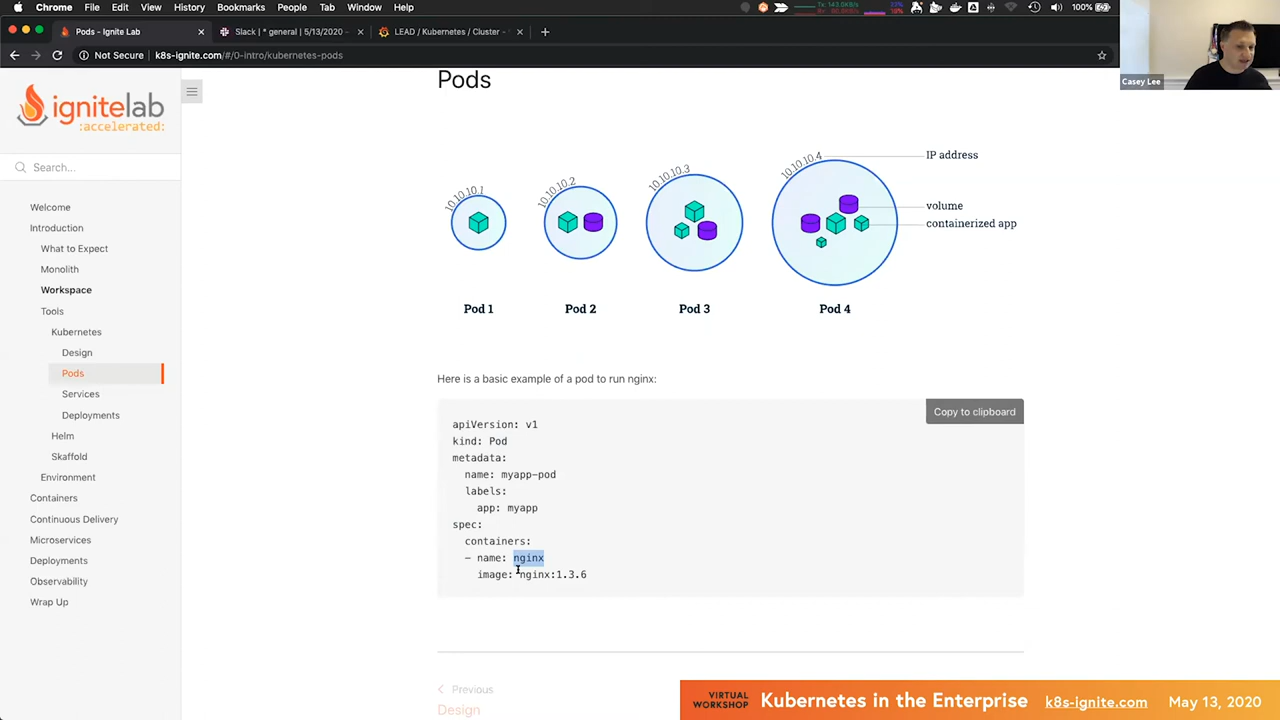 Chrome File Edit View History Bookmarks People Tab Window Help
100%
Pods - Ignite Lab
Slack | * general | 5/13/2020 -
LEAD / Kubernetes / Cluster -
Not Secure | k8s-ignite.com/#/0-intro/kubernetes-pods
Casey Lee
ignitelab
:accelerated:
Search...
Welcome
Introduction
What to Expect
Monolith
Workspace
Tools
Kubernetes
Design
Pods
Services
Deployments
Helm
Skaffold
Environment
Containers
Continuous Delivery
Microservices
Deployments
Observability
Wrap Up
Pods
10.10.10.1
10.10.10.2
10.10.10.3
10.10.10.4
IP address
volume
containerized app
Pod 1
Pod 2
Pod 3
Pod 4
Here is a basic example of a pod to run nginx:
Copy to clipboard
apiVersion: v1
kind: Pod
metadata:
name: myapp-pod
labels:
app: myapp
spec:
containers:
- name: nginx
image: nginx:1.3.6
Previous
Design
VIRTUAL
WORKSHOP
Kubernetes in the Enterprise
k8s-ignite.com
May 13, 2020